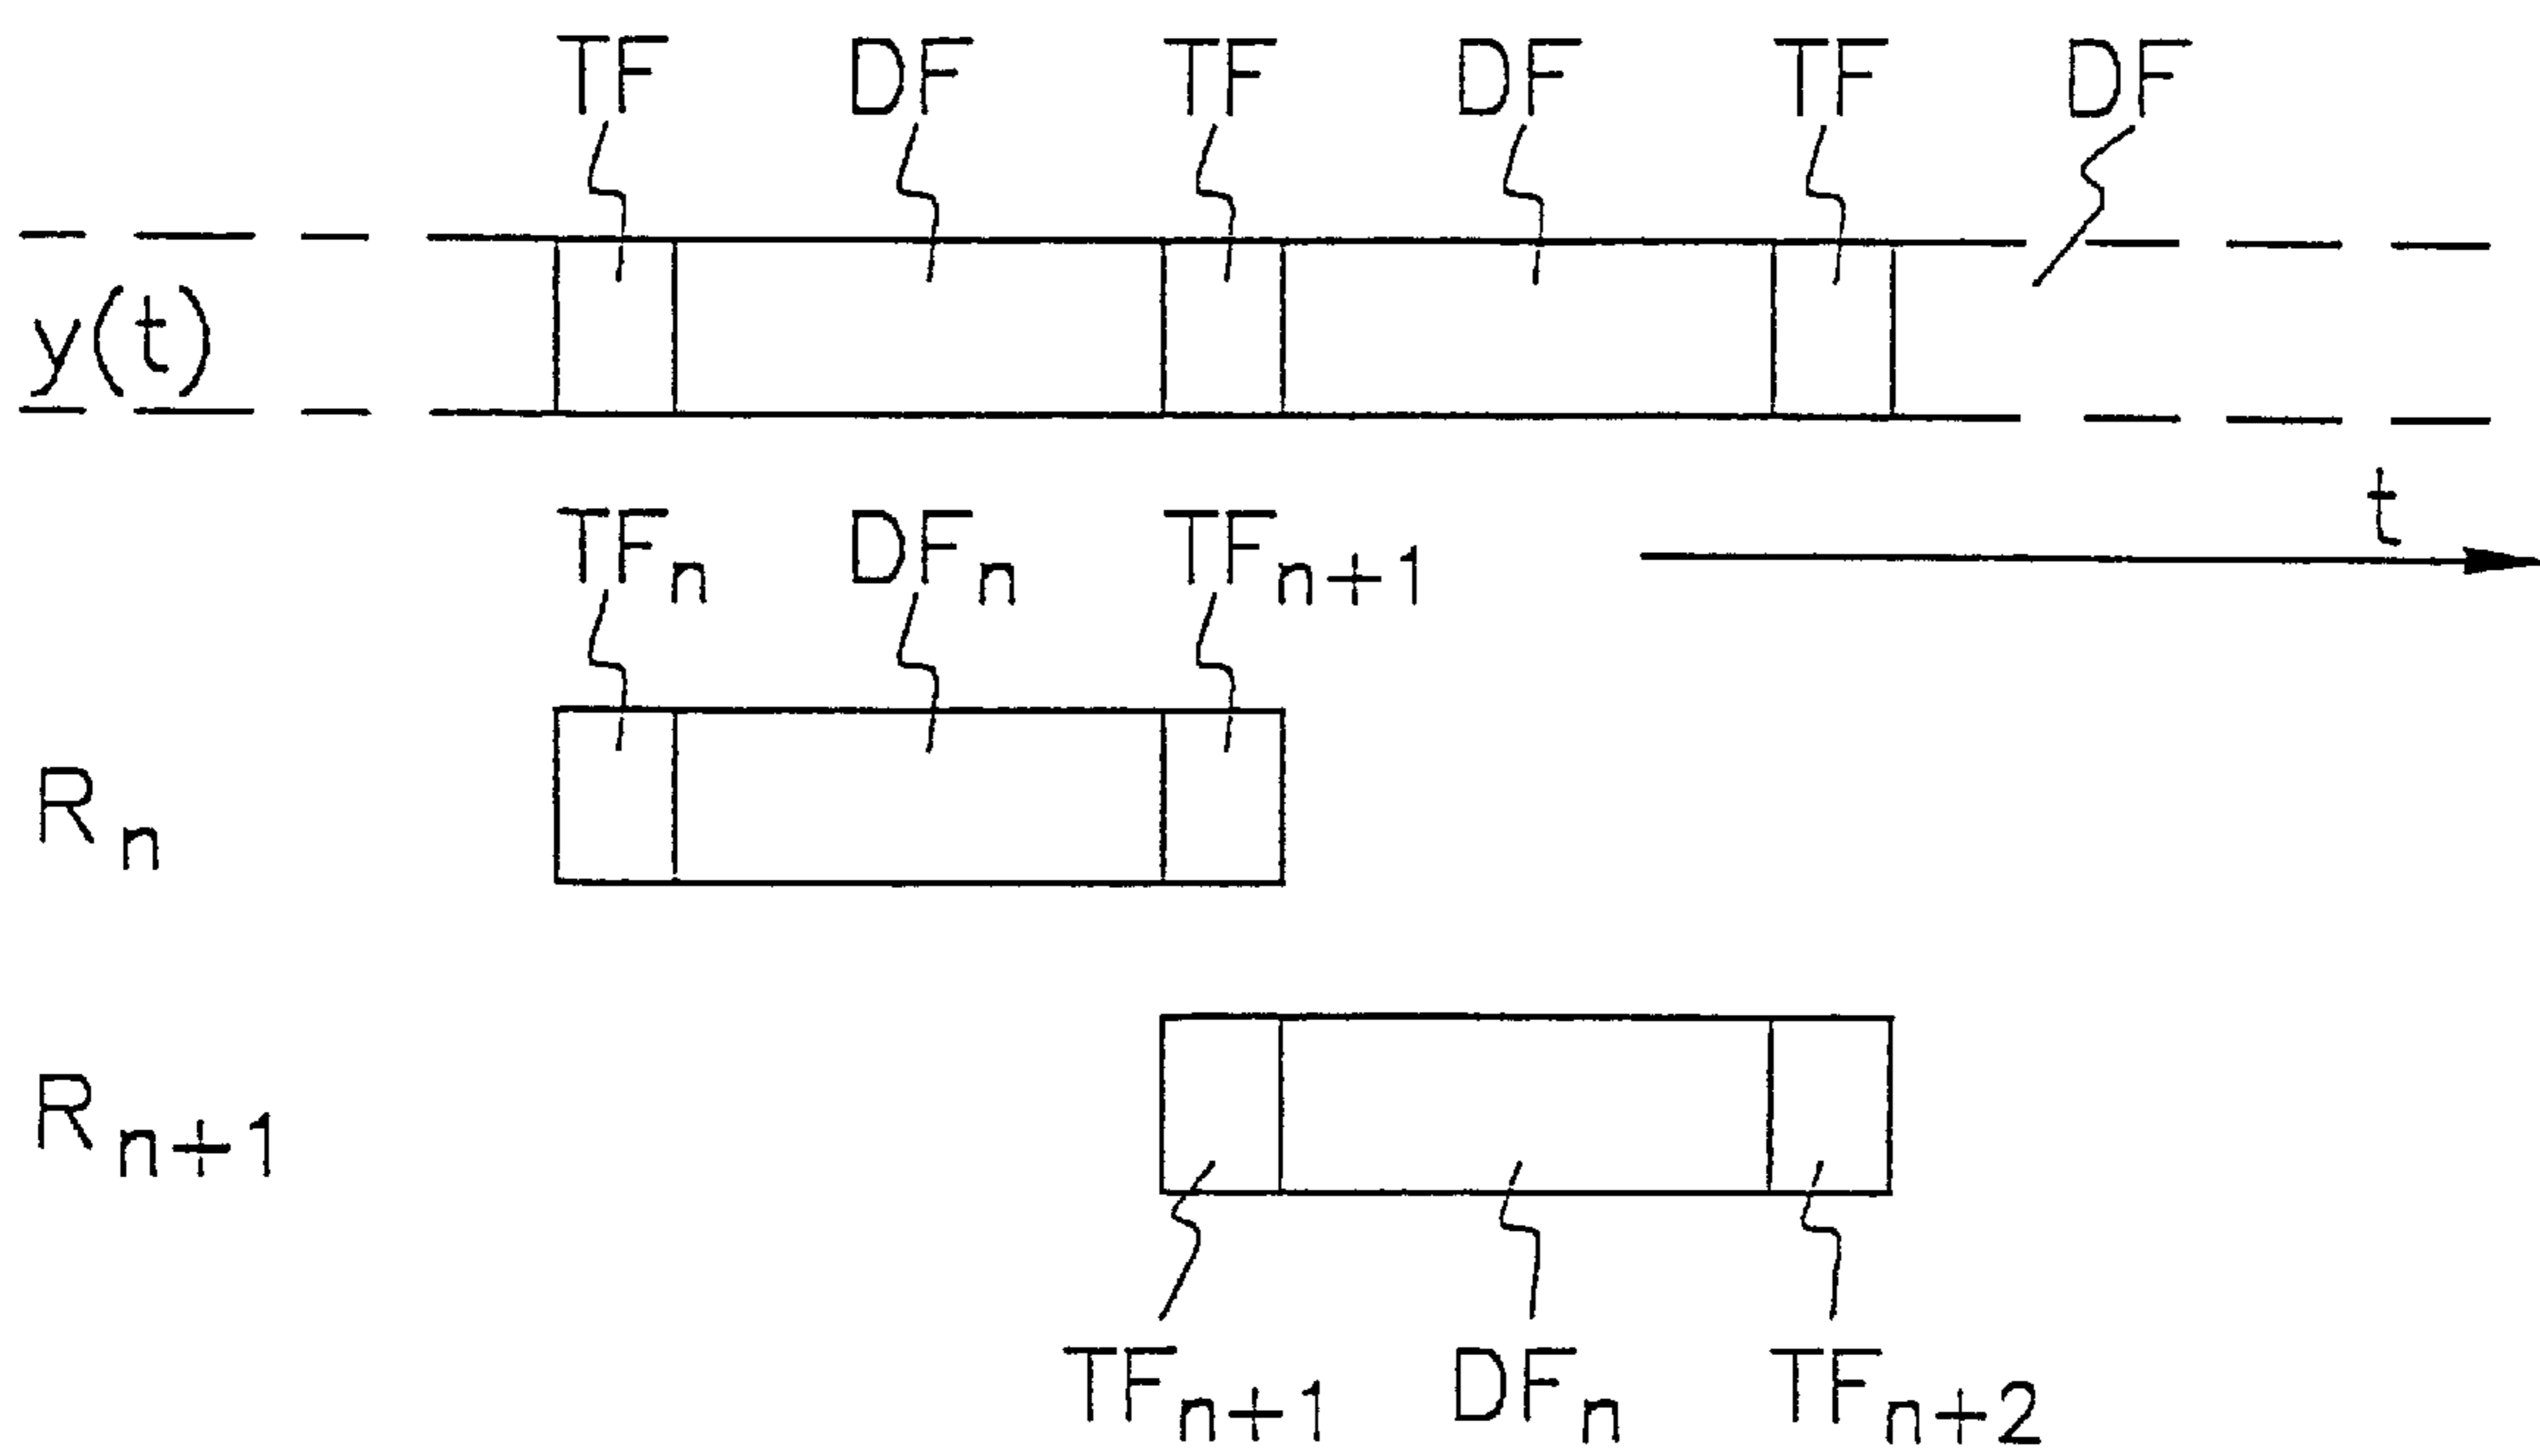 TF DF TF DF TF DF
y(t)
t
TFn DFn TFn+1
Rn
Rn+1
TFn+1 DFn TFn+2